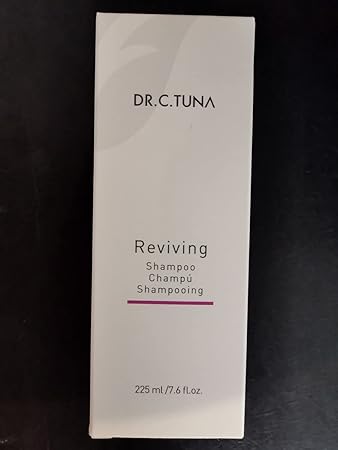 DR.C.TUNA
Reviving
Shampoo
Champú
Shampooing
225 ml/7.6 fl.oz.